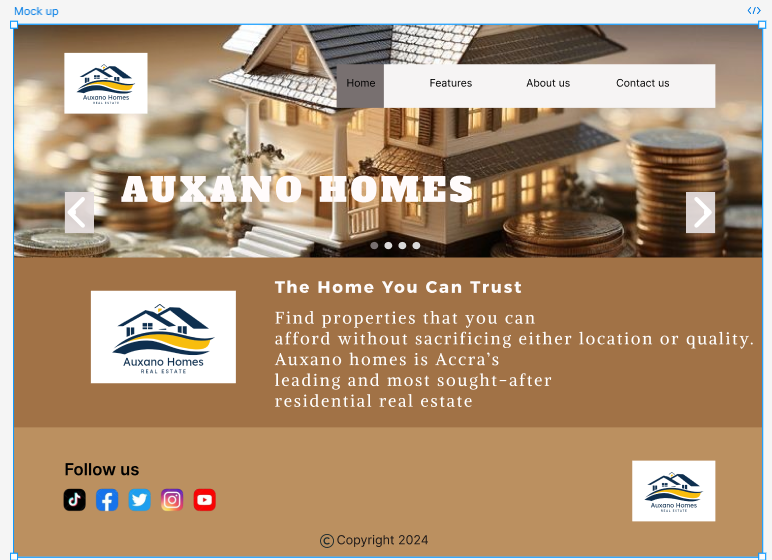 Mock up
Auxano Homes
REAL ESTATE
Home Features About us Contact us
AUXANO HOMES
The Home You Can Trust
Auxano Homes
REAL ESTATE
Find properties that you can
afford without sacrificing either location or quality.
Auxano homes is Accra's
leading and most sought-after
residential real estate
Follow us
Auxano Homes
REAL ESTATE
© Copyright 2024